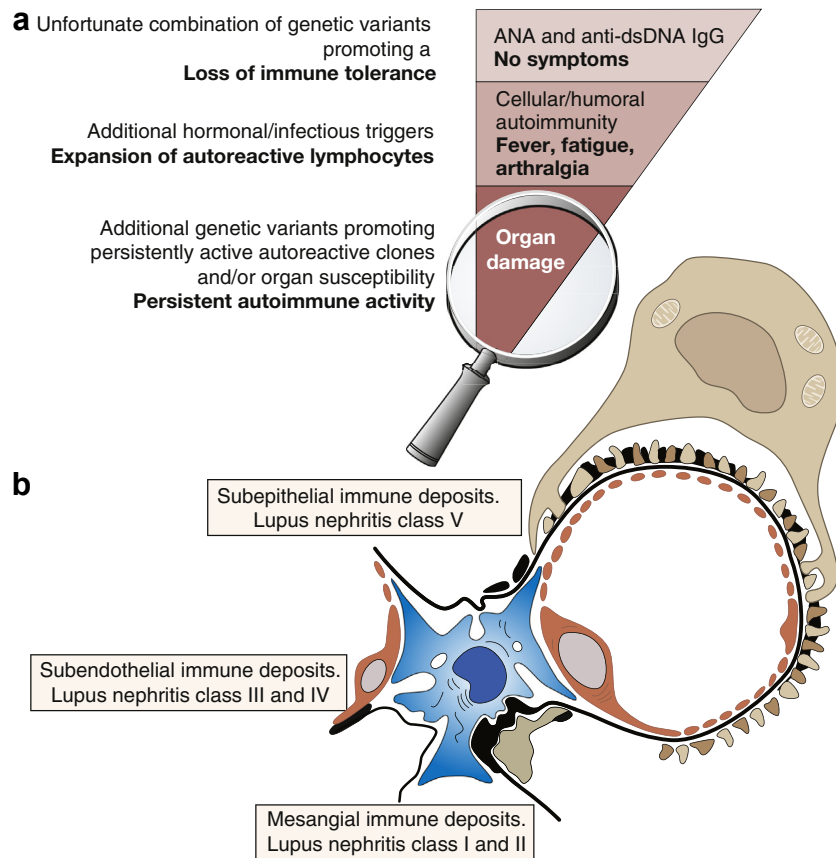 a
Unfortunate combination of genetic variants
promoting a
Loss of immune tolerance
ANA and anti-dsDNA IgG
No symptoms
Additional hormonal/infectious triggers
Expansion of autoreactive lymphocytes
Cellular/humoral
autoimmunity
Fever, fatigue,
arthralgia
Additional genetic variants promoting
persistently active autoreactive clones
and/or organ susceptibility
Persistent autoimmune activity
Organ
damage
b
Subepithelial immune deposits.
Lupus nephritis class V
Subendothelial immune deposits.
Lupus nephritis class III and IV
Mesangial immune deposits.
Lupus nephritis class I and II